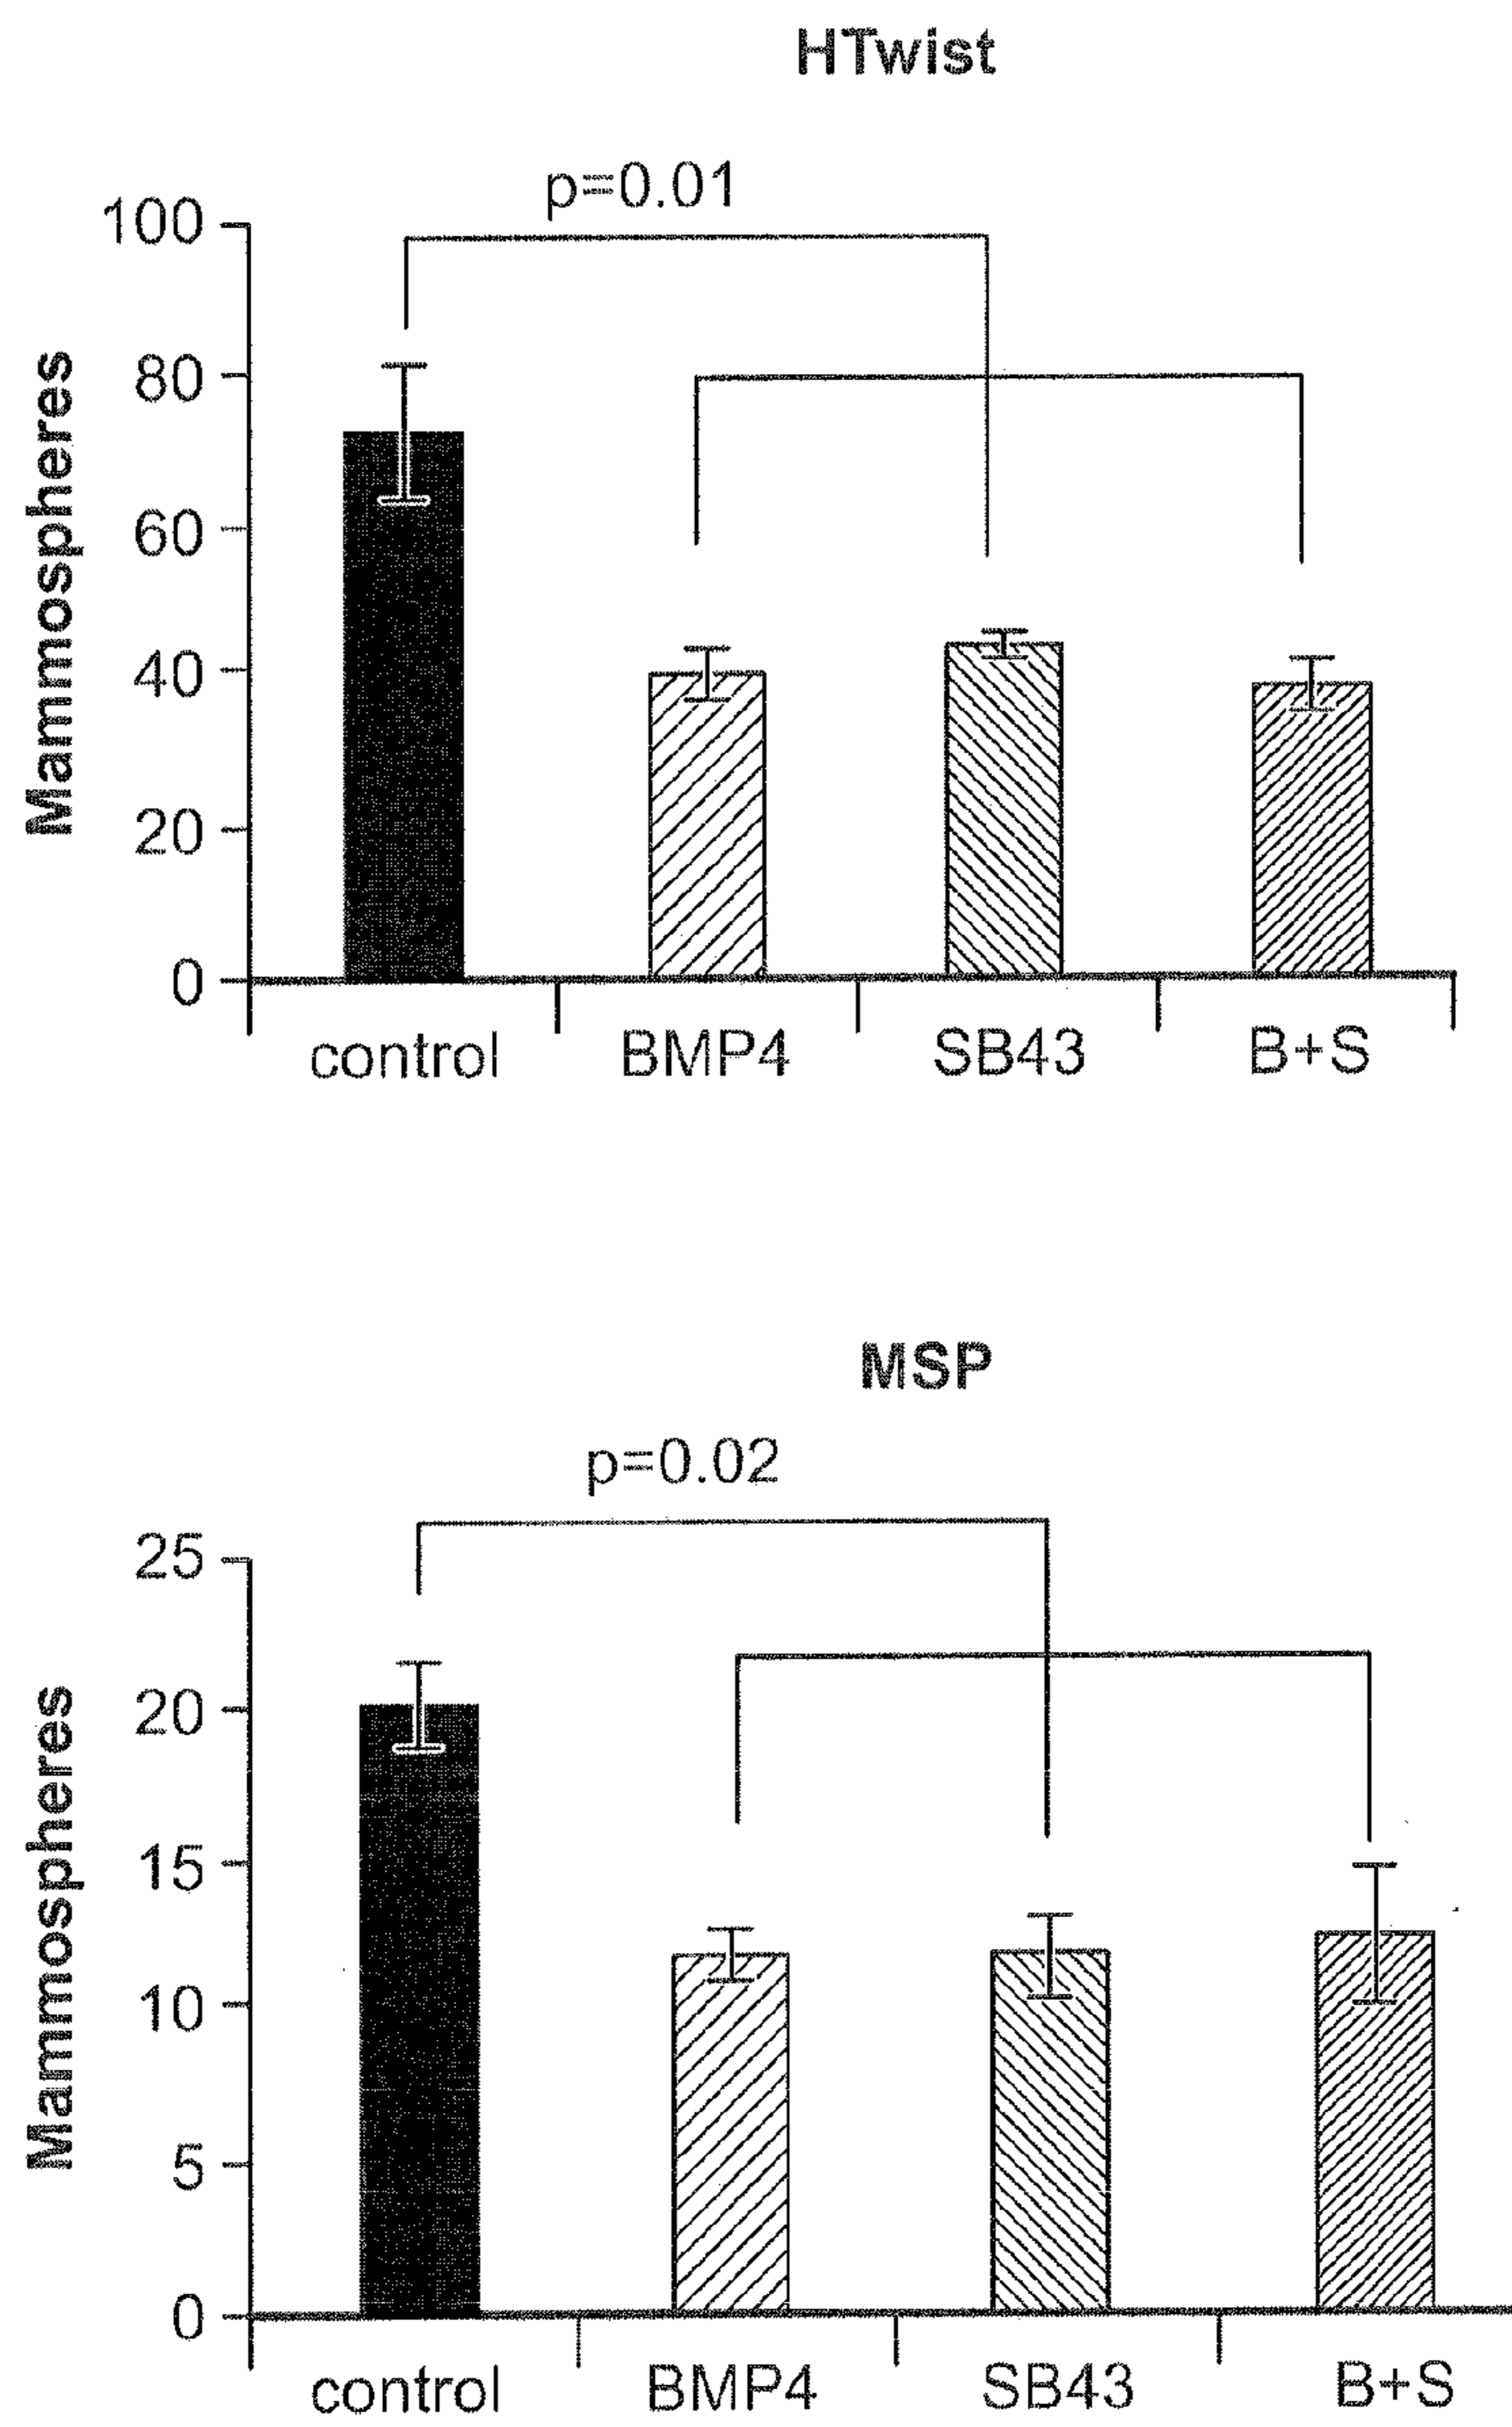 HTwist
p=0.01
100
80
60
40
20
0
Mammospheres
control BMP4 SB43 B+S
MSP
p=0.02
25
20
15
10
5
0
Mammospheres
control BMP4 SB43 B+S